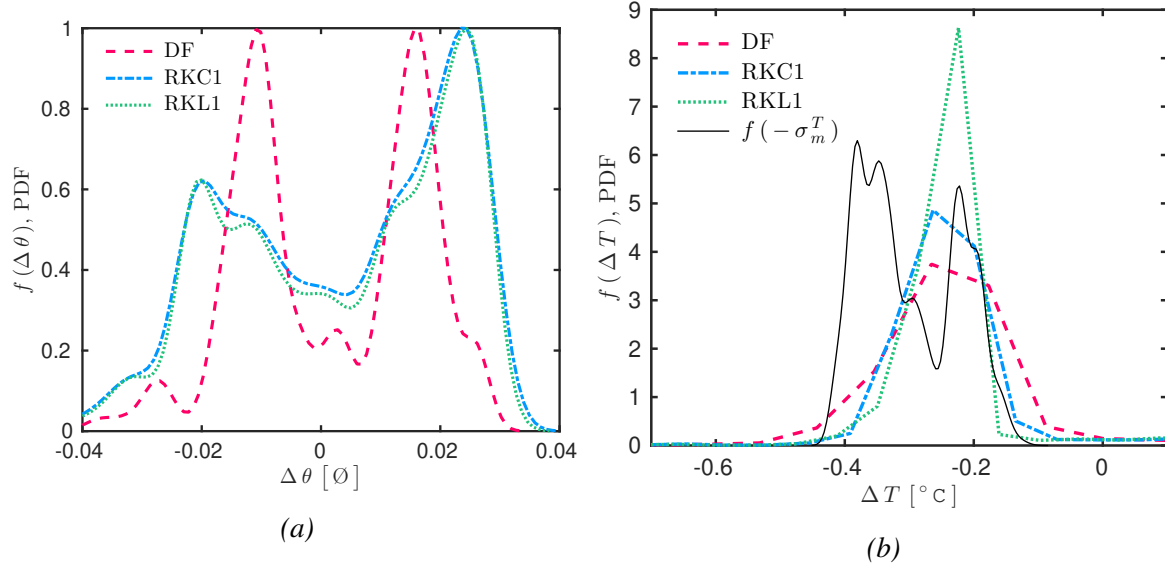 1
0.8
0.6
0.4
0.2
0
-0.04
-0.02
0
0.02
0.04
f(Δθ), PDF
Δθ [Ø]
DF
RKC1
RKL1
(a)
9
8
7
6
5
4
3
2
1
0
-0.6
-0.4
-0.2
0
f(ΔT), PDF
ΔT [°C]
DF
RKC1
RKL1
f(−σₘᵀ)
(b)